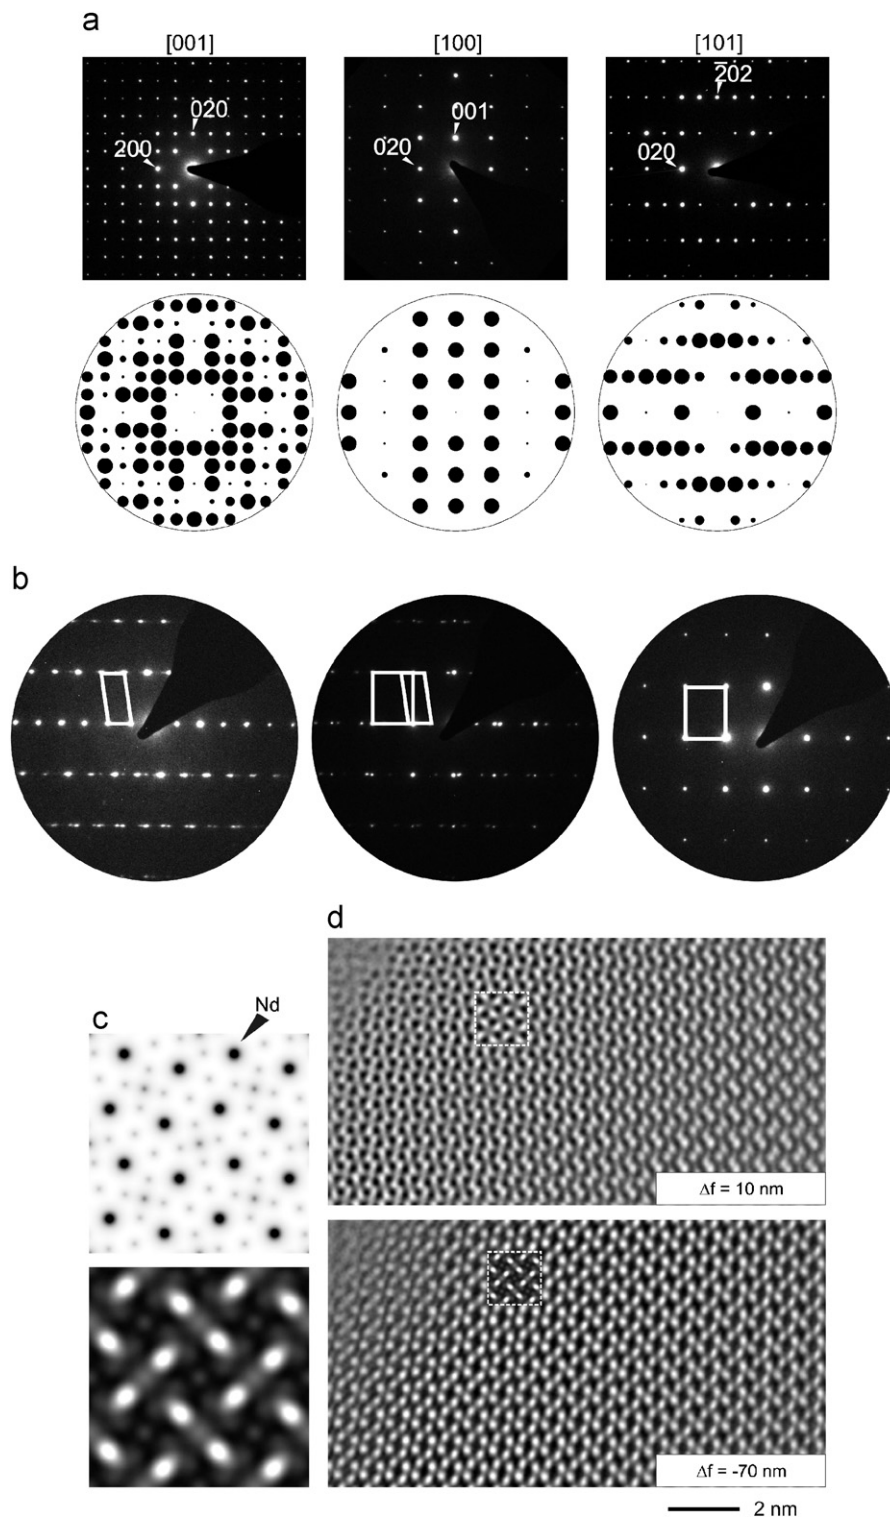 a
[001] [100] [101]
020
200
001
020
2̅02
020
b
c
Nd
d
Δf = 10 nm
Δf = -70 nm
2 nm